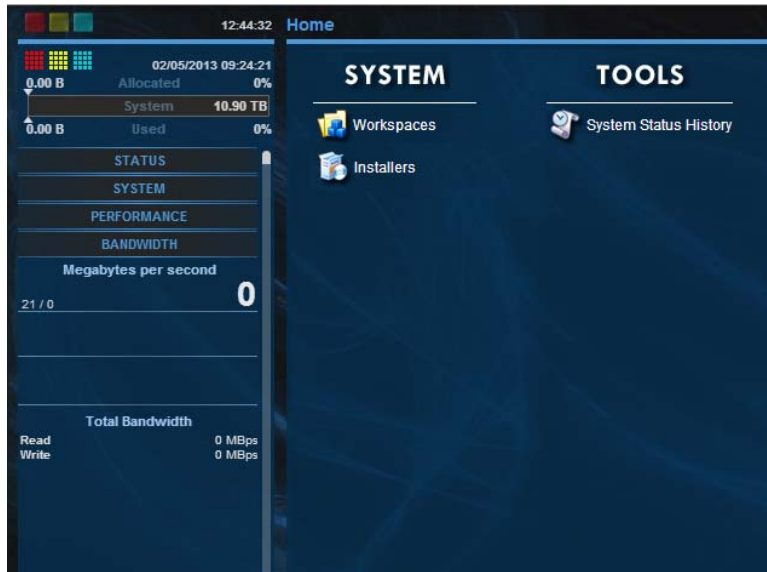 12:44:32 Home
02/05/2013 09:24:21
0.00 B Allocated 0%
System 10.90 TB
0.00 B Used 0%
STATUS
SYSTEM
PERFORMANCE
BANDWIDTH
Megabytes per second
21 / 0 0
Total Bandwidth
Read 0 MBps
Write 0 MBps
SYSTEM
Workspaces
Installers
TOOLS
System Status History